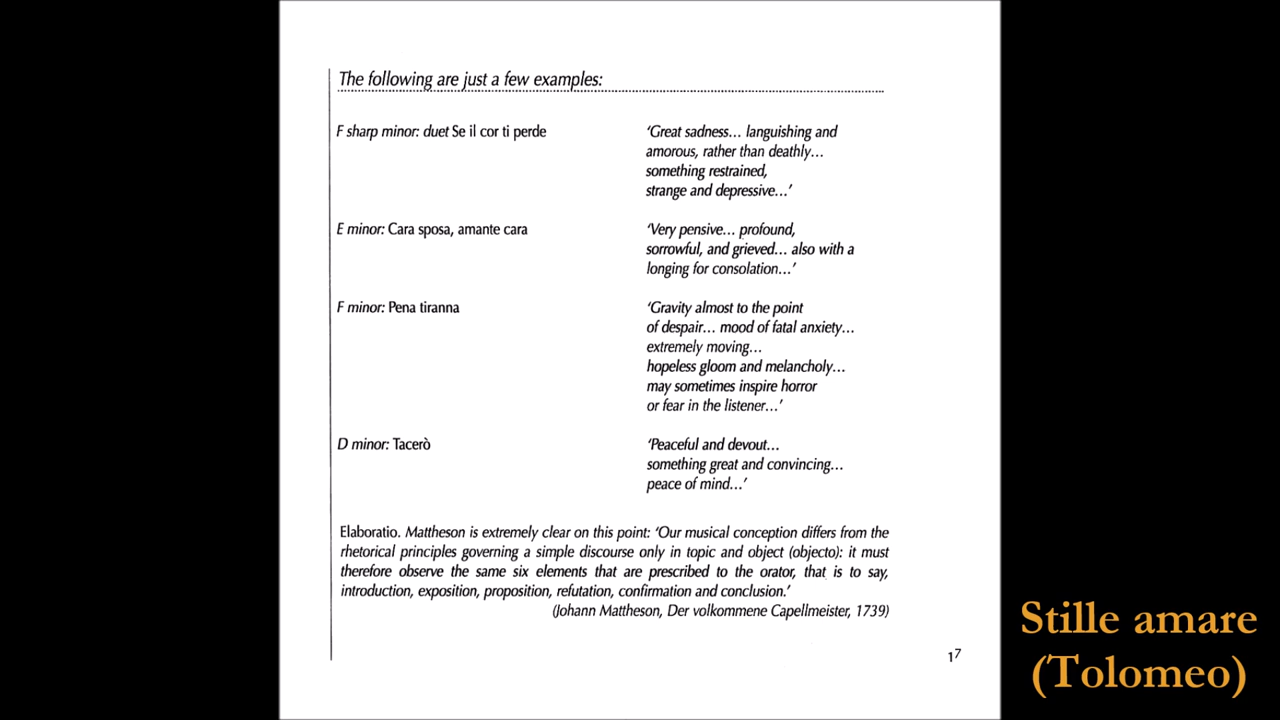 The following are just a few examples:
F sharp minor: duet Se il cor ti perde
‘Great sadness... languishing and
amorous, rather than deathly...
something restrained,
strange and depressive...’
E minor: Cara sposa, amante cara
‘Very pensive... profound,
sorrowful, and grieved... also with a
longing for consolation...’
F minor: Pena tiranna
‘Gravity almost to the point
of despair... mood of fatal anxiety...
extremely moving...
hopeless gloom and melancholy...
may sometimes inspire horror
or fear in the listener...’
D minor: Tacerò
‘Peaceful and devout...
something great and convincing...
peace of mind...’
Elaboratio. Mattheson is extremely clear on this point: ‘Our musical conception differs from the
rhetorical principles governing a simple discourse only in topic and object (objecto): it must
therefore observe the same six elements that are prescribed to the orator, that is to say,
introduction, exposition, proposition, refutation, confirmation and conclusion.’
(Johann Mattheson, Der volkommene Capellmeister, 1739)
17
Stille amare
(Tolomeo)